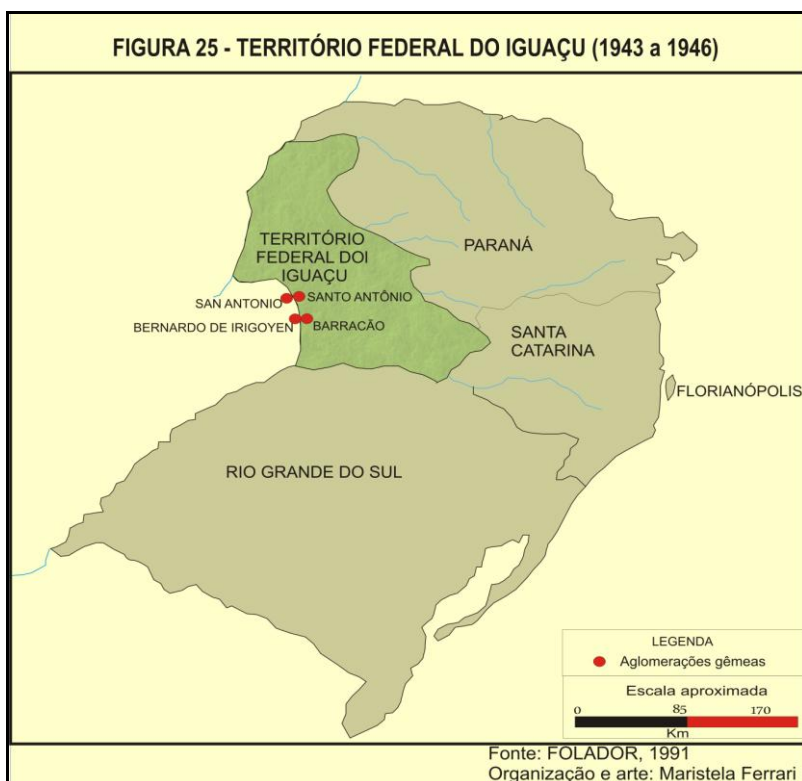 FIGURA 25 - TERRITÓRIO FEDERAL DO IGUAÇU (1943 a 1946)
PARANÁ
TERRITÓRIO
FEDERAL DOI
IGUAÇU
SAN ANTONIO
SANTO ANTÔNIO
BERNARDO DE IRIGOYEN
BARRACÃO
SANTA
CATARINA
FLORIANÓPOLIS
RIO GRANDE DO SUL
LEGENDA
Aglomerações gêmeas
Escala aproximada
0 85 170
Km
Fonte: FOLADOR, 1991
Organização e arte: Maristela Ferrari